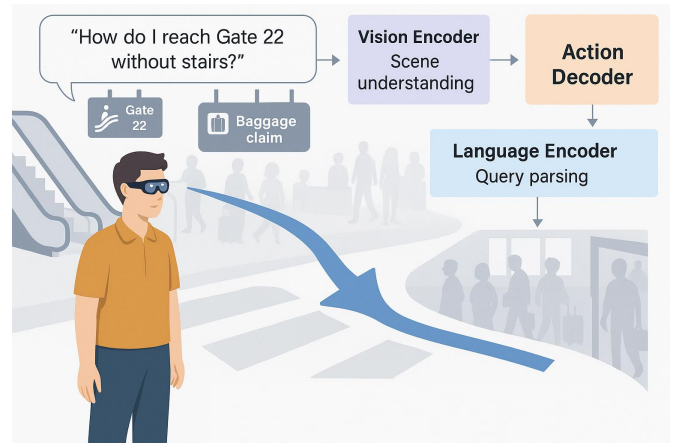 “How do I reach Gate 22
without stairs?”
Vision Encoder
Scene
understanding
Action
Decoder
Gate
22
Baggage
claim
Language Encoder
Query parsing